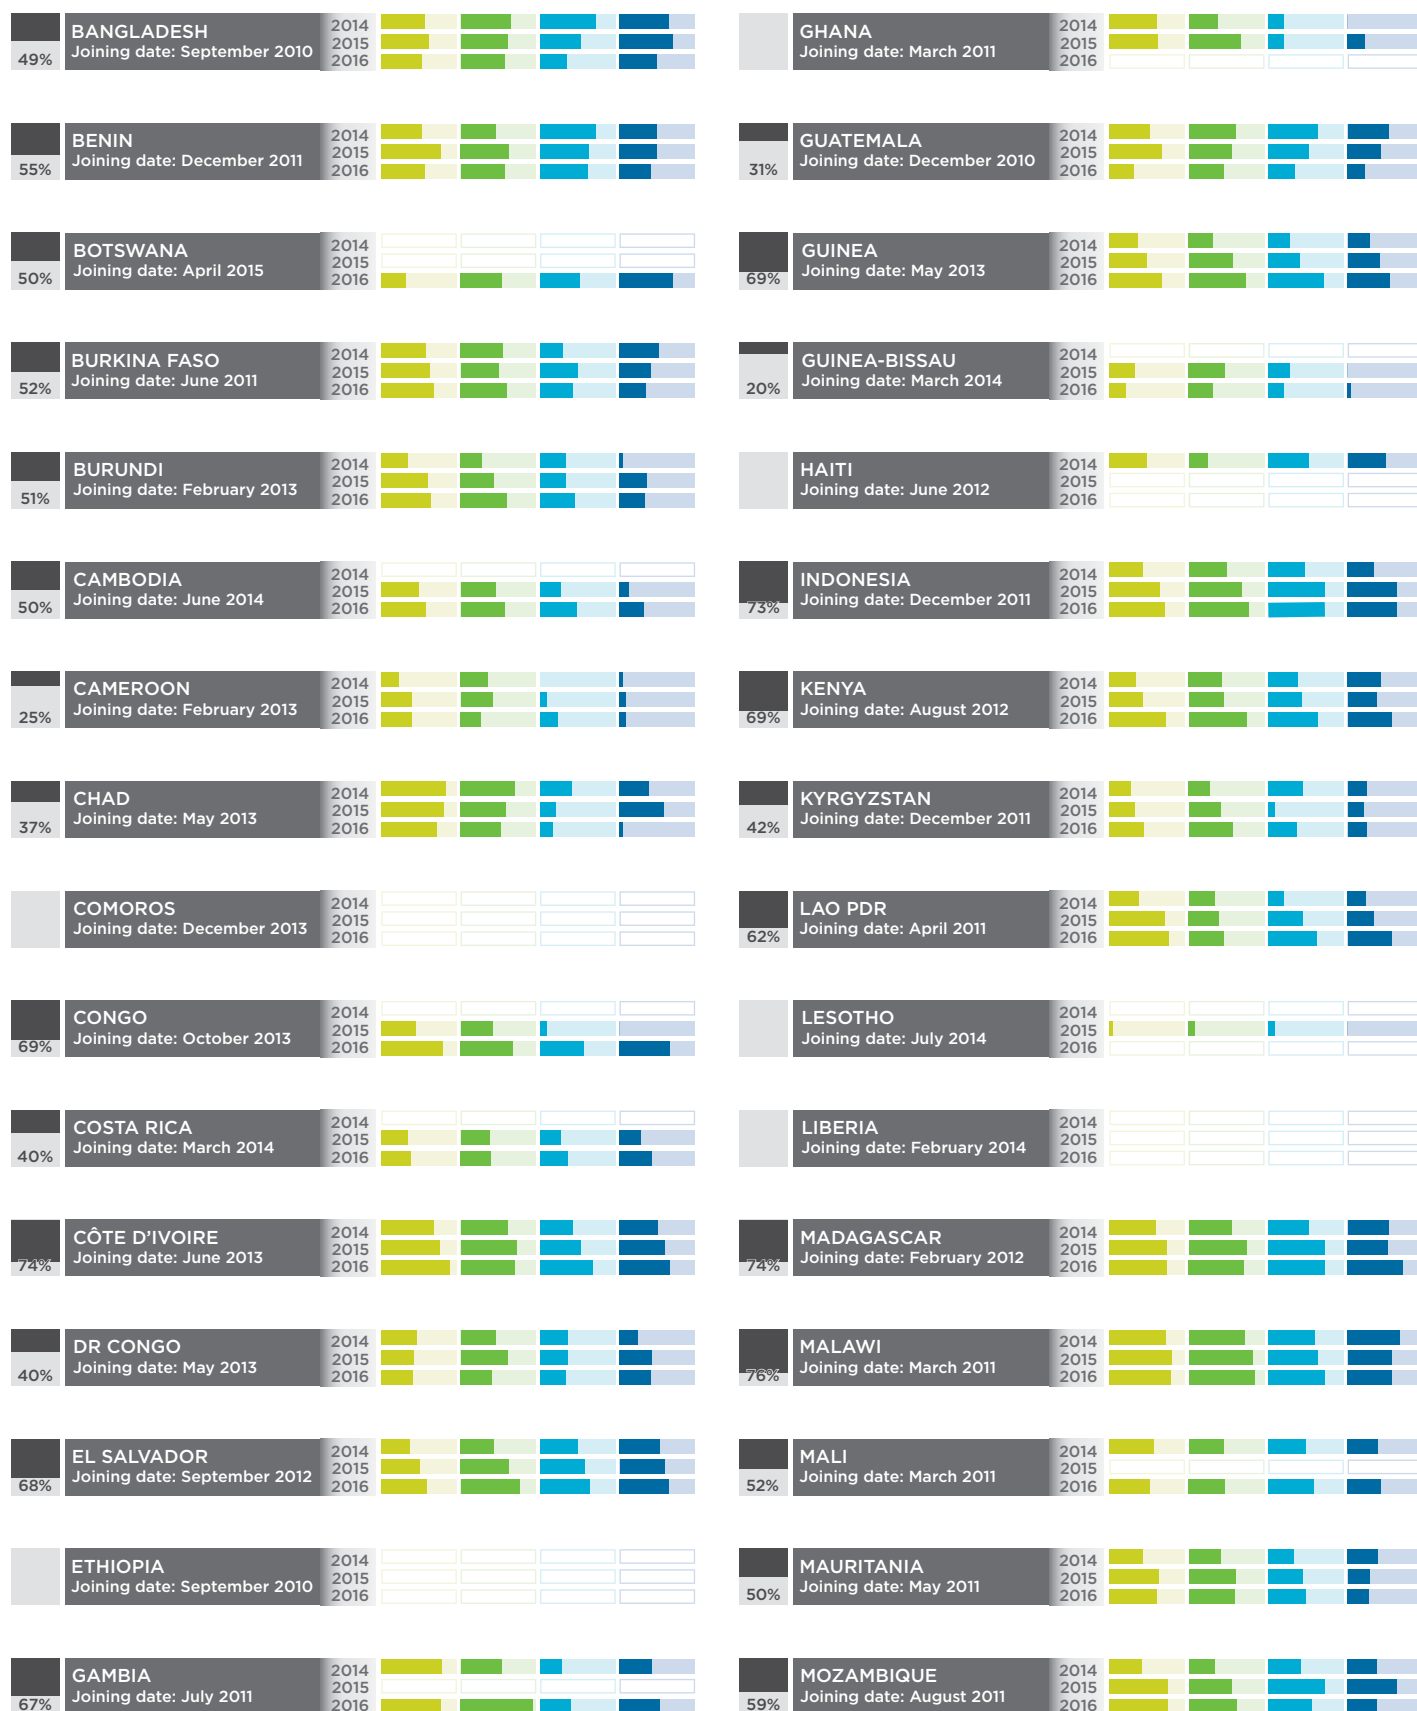 49%
BANGLADESH
Joining date: September 2010
2014
2015
2016
55%
BENIN
Joining date: December 2011
2014
2015
2016
50%
BOTSWANA
Joining date: April 2015
2014
2015
2016
52%
BURKINA FASO
Joining date: June 2011
2014
2015
2016
51%
BURUNDI
Joining date: February 2013
2014
2015
2016
50%
CAMBODIA
Joining date: June 2014
2014
2015
2016
25%
CAMEROON
Joining date: February 2013
2014
2015
2016
37%
CHAD
Joining date: May 2013
2014
2015
2016
COMOROS
Joining date: December 2013
2014
2015
2016
69%
CONGO
Joining date: October 2013
2014
2015
2016
40%
COSTA RICA
Joining date: March 2014
2014
2015
2016
74%
CÔTE D’IVOIRE
Joining date: June 2013
2014
2015
2016
40%
DR CONGO
Joining date: May 2013
2014
2015
2016
68%
EL SALVADOR
Joining date: September 2012
2014
2015
2016
ETHIOPIA
Joining date: September 2010
2014
2015
2016
67%
GAMBIA
Joining date: July 2011
2014
2015
2016
GHANA
Joining date: March 2011
2014
2015
2016
31%
GUATEMALA
Joining date: December 2010
2014
2015
2016
69%
GUINEA
Joining date: May 2013
2014
2015
2016
20%
GUINEA-BISSAU
Joining date: March 2014
2014
2015
2016
HAITI
Joining date: June 2012
2014
2015
2016
73%
INDONESIA
Joining date: December 2011
2014
2015
2016
69%
KENYA
Joining date: August 2012
2014
2015
2016
42%
KYRGYZSTAN
Joining date: December 2011
2014
2015
2016
62%
LAO PDR
Joining date: April 2011
2014
2015
2016
LESOTHO
Joining date: July 2014
2014
2015
2016
LIBERIA
Joining date: February 2014
2014
2015
2016
74%
MADAGASCAR
Joining date: February 2012
2014
2015
2016
76%
MALAWI
Joining date: March 2011
2014
2015
2016
52%
MALI
Joining date: March 2011
2014
2015
2016
50%
MAURITANIA
Joining date: May 2011
2014
2015
2016
59%
MOZAMBIQUE
Joining date: August 2011
2014
2015
2016